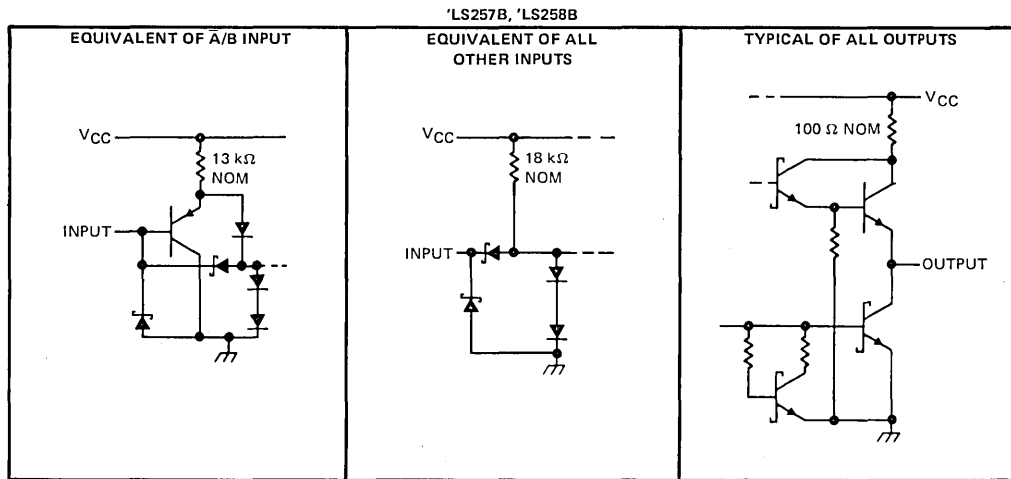 'LS257B, 'LS258B
EQUIVALENT OF A̅/B INPUT
VCC
13 kΩ
NOM
INPUT
EQUIVALENT OF ALL
OTHER INPUTS
VCC
18 kΩ
NOM
INPUT
TYPICAL OF ALL OUTPUTS
VCC
100 Ω NOM
OUTPUT